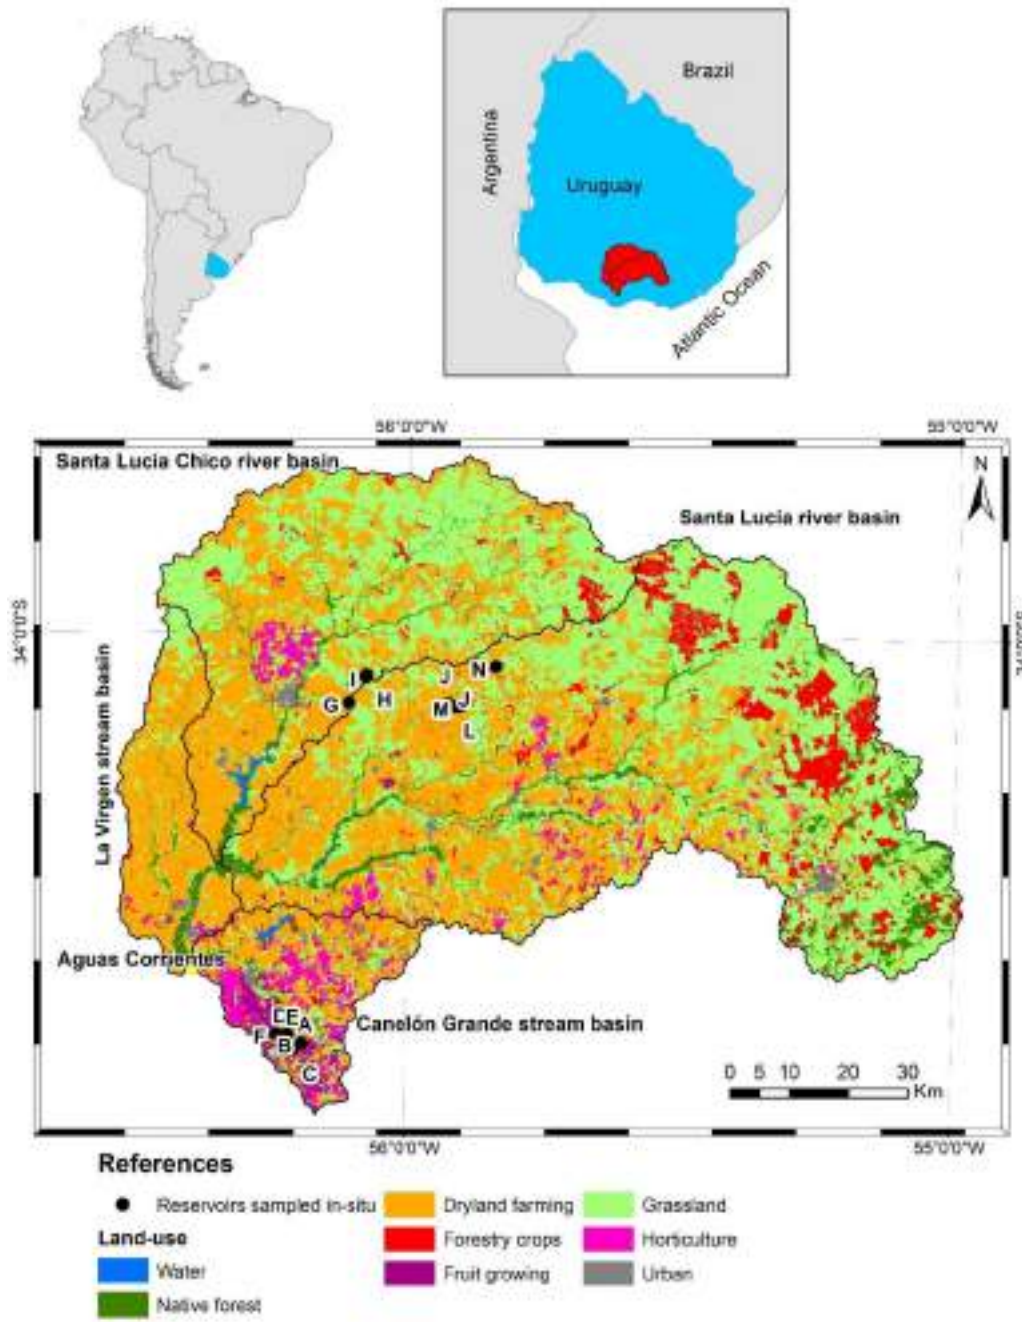 Brazil
Argentina
Uruguay
Atlantic Ocean
56°0'0"W
55°0'0"W
Santa Lucia Chico river basin
N
Santa Lucia river basin
34°0'0"S
34°0'0"S
La Virgen stream basin
I
J
N
G
H
M
J
L
Aguas Corrientes
D
E
A
F
B
Canelón Grande stream basin
C
0 5 10 20 30
Km
56°0'0"W
55°0'0"W
References
Reservoirs sampled in-situ
Dryland farming
Grassland
Land-use
Forestry crops
Horticulture
Water
Fruit growing
Urban
Native forest